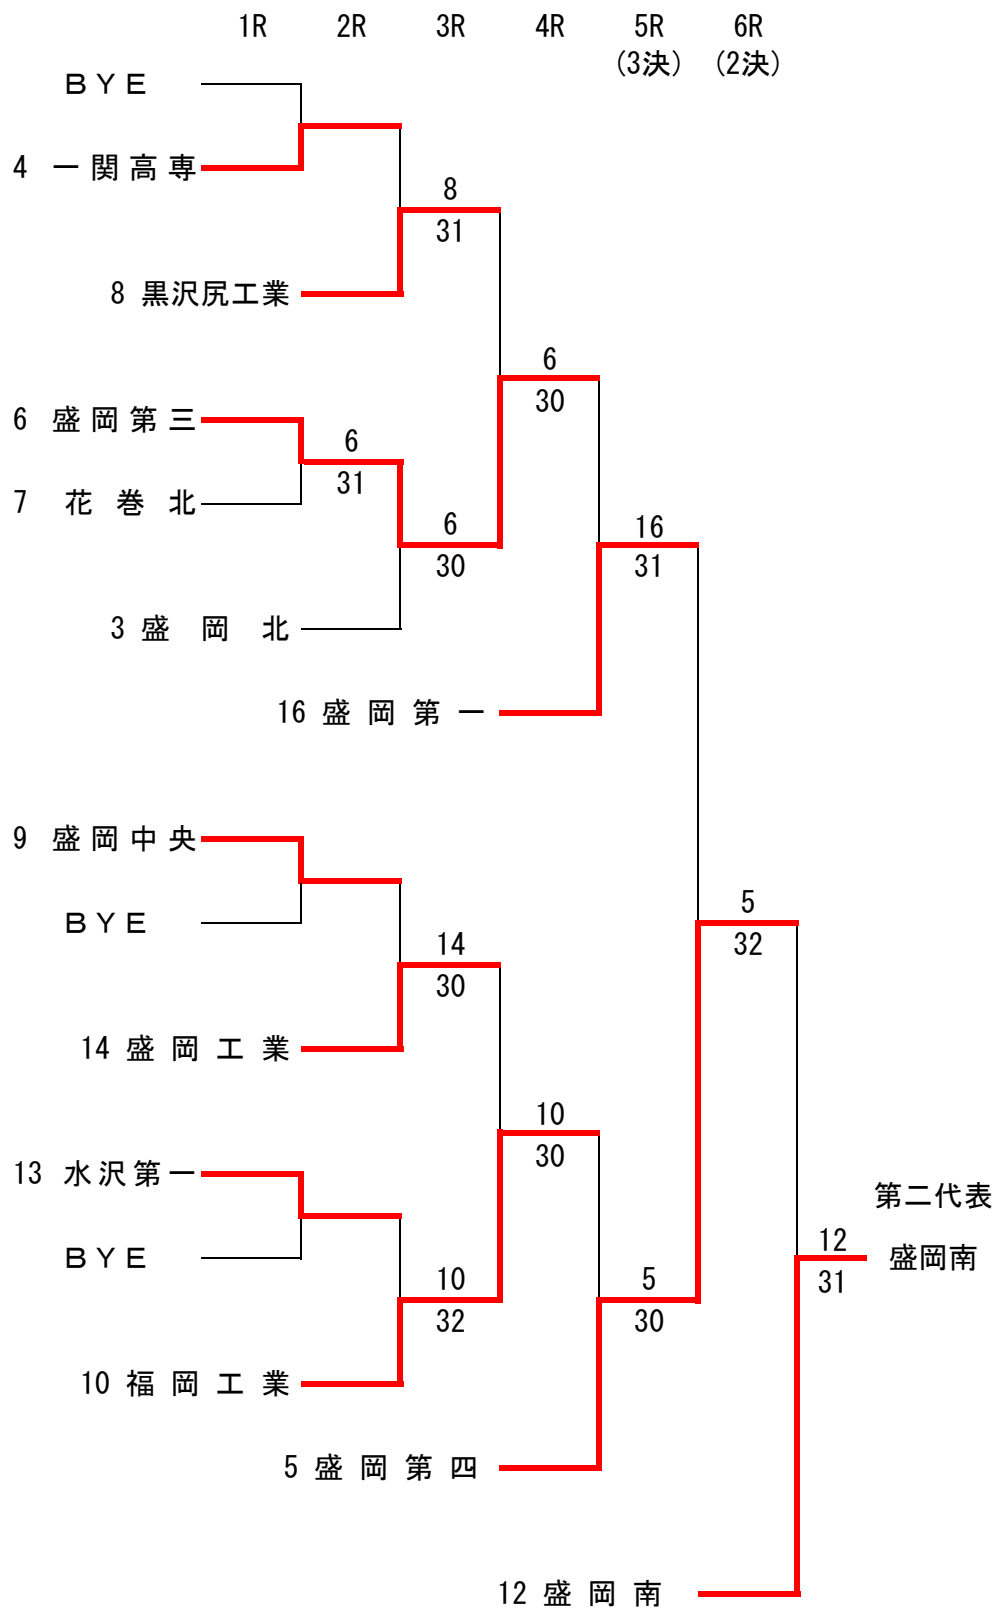 1R 2R 3R 4R 5R 6R
(3決) (2決)
BYE
4 一関高専
8
31
8 黒沢尻工業
6
30
6 盛岡第三
6
31
7 花巻北
6
30
16
31
3 盛岡北
16 盛岡第一
9 盛岡中央
5
32
BYE
14
30
14 盛岡工業
10
30
13 水沢第一
第二代表
BYE
12
31
盛岡南
10
32
5
30
10 福岡工業
5 盛岡第四
12 盛岡南